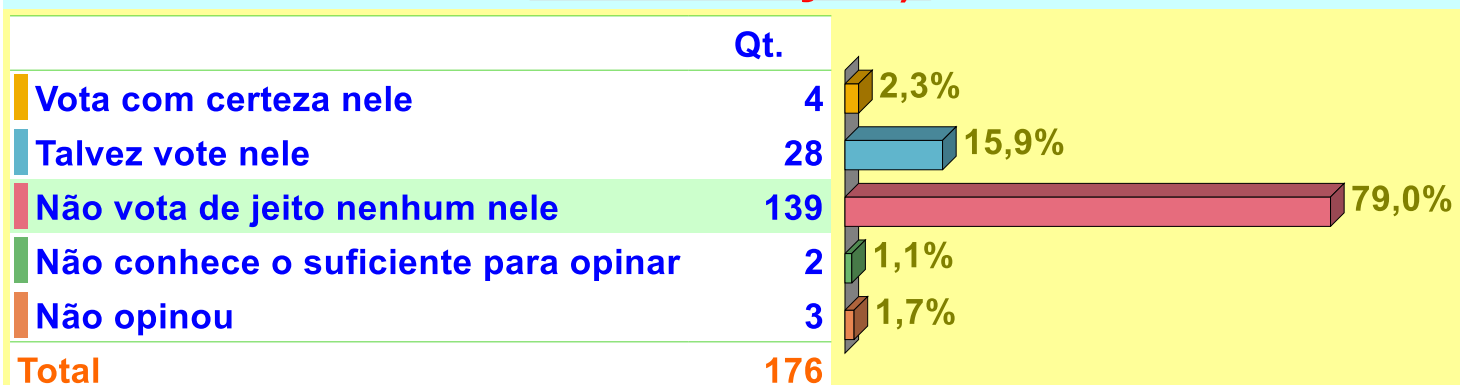 Qt.
Vota com certeza nele 4 2,3%
Talvez vote nele 28 15,9%
Não vota de jeito nenhum nele 139 79,0%
Não conhece o suficiente para opinar 2 1,1%
Não opinou 3 1,7%
Total 176